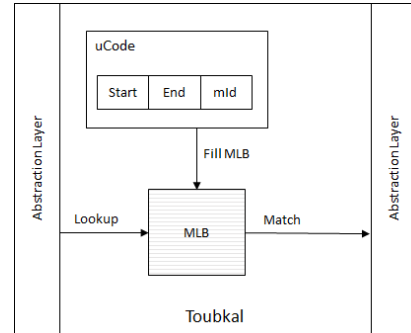 uCode
Start End mId
Abstraction Layer
Fill MLB
Lookup
MLB
Match
Abstraction Layer
Toubkal